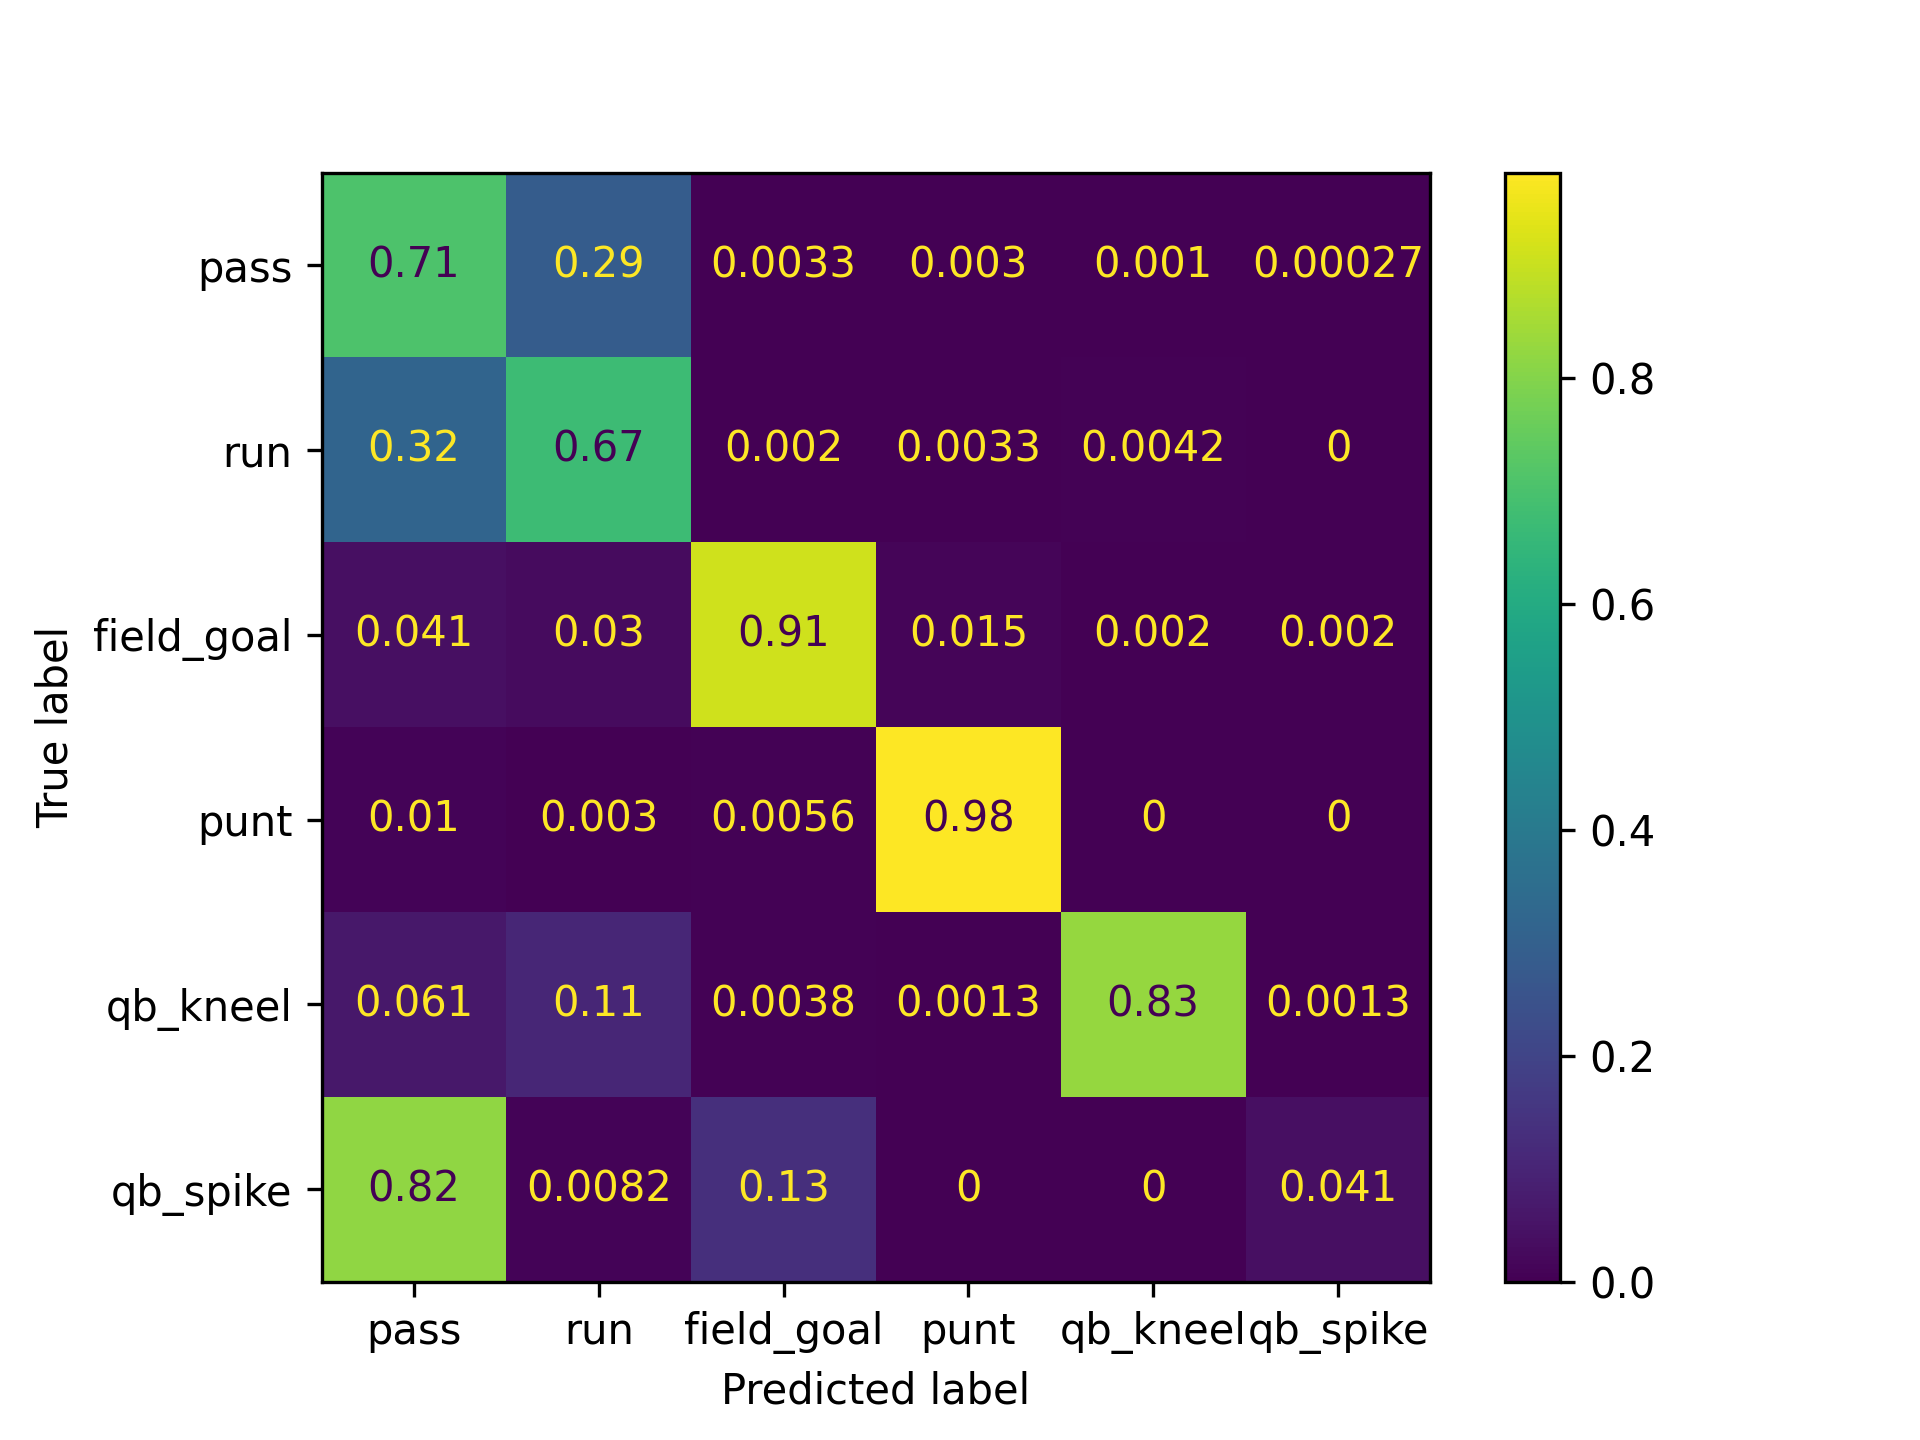 pass 0.71 0.29 0.0033 0.003 0.001 0.00027
run 0.32 0.67 0.002 0.0033 0.0042 0
field_goal 0.041 0.03 0.91 0.015 0.002 0.002
punt 0.01 0.003 0.0056 0.98 0 0
qb_kneel 0.061 0.11 0.0038 0.0013 0.83 0.0013
qb_spike 0.82 0.0082 0.13 0 0 0.041
pass run field_goal punt qb_kneel qb_spike
Predicted label
True label
0.8
0.6
0.4
0.2
0.0